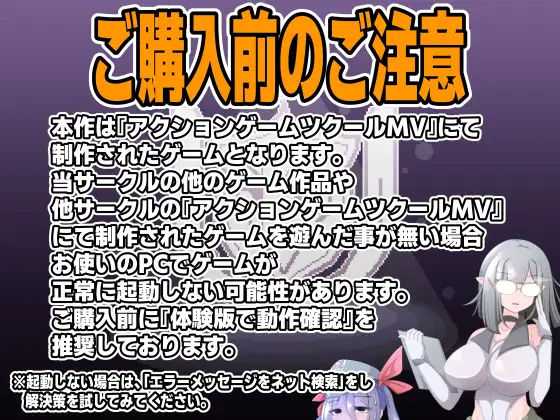 ご購入前のご注意
本作は『アクションゲームツクールMV』にて
制作されたゲームとなります。
当サークルの他のゲーム作品や
他サークルの『アクションゲームツクールMV』
にて制作されたゲームを遊んだ事が無い場合
お使いのPCでゲームが
正常に起動しない可能性があります。
ご購入前に『体験版で動作確認』を
推奨しております。
※起動しない場合は、「エラーメッセージをネット検索」をし
解決策を試してみてください。